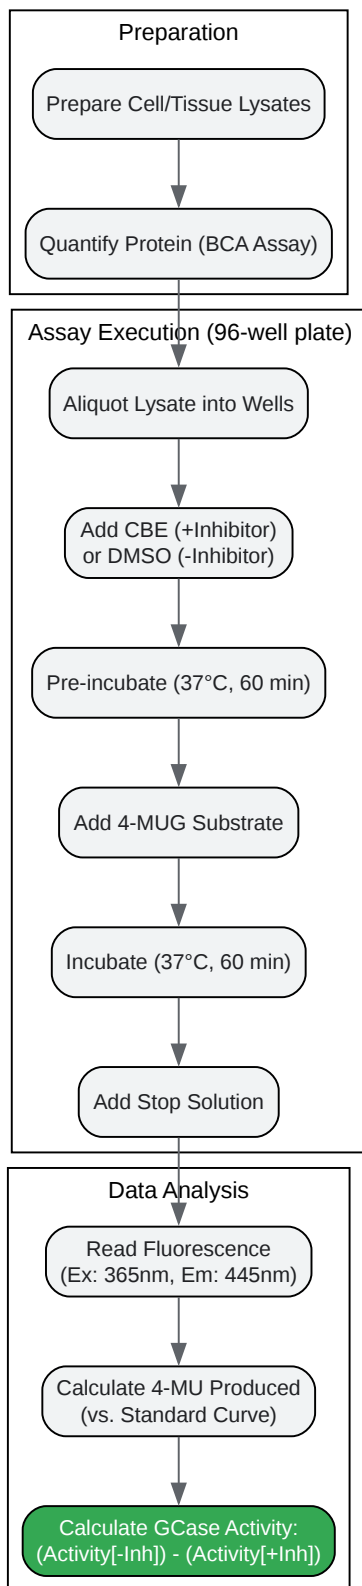 Preparation
Prepare Cell/Tissue Lysates
Quantify Protein (BCA Assay)
Assay Execution (96-well plate)
Aliquot Lysate into Wells
Add CBE (+Inhibitor)
or DMSO (-Inhibitor)
Pre-incubate (37°C, 60 min)
Add 4-MUG Substrate
Incubate (37°C, 60 min)
Add Stop Solution
Data Analysis
Read Fluorescence
(Ex: 365nm, Em: 445nm)
Calculate 4-MU Produced
(vs. Standard Curve)
Calculate GCase Activity:
(Activity[-Inh]) - (Activity[+Inh])